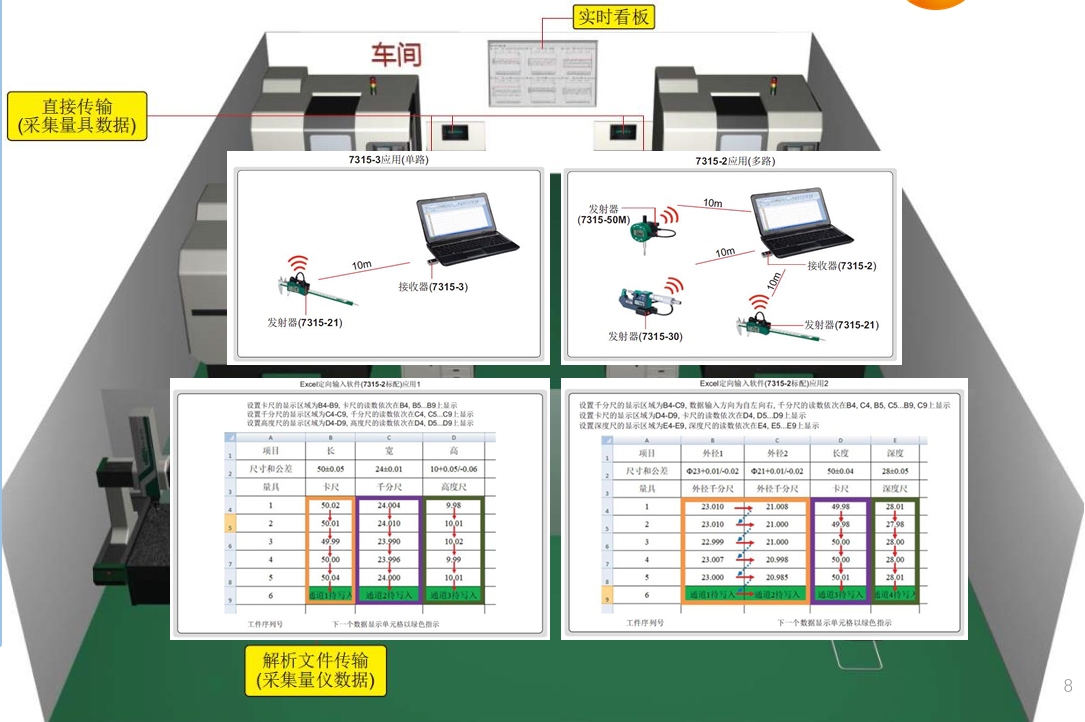 实时看板
车间
直接传输
(采集量具数据)
7315-3应用(单路)
10m
接收器(7315-3)
发射器(7315-21)
7315-2应用(多路)
发射器
(7315-50M)
10m
10m
接收器(7315-2)
10m
发射器(7315-21)
发射器(7315-30)
Excel定向输入软件(7315-2标配)应用1
设置卡尺的显示区域为B4-B9, 卡尺的读数依次在B4, B5...B9上显示
设置千分尺的显示区域为C4-C9, 千分尺的读数依次在C4, C5...C9上显示
设置高度尺的显示区域为D4-D9, 高度尺的读数依次在D4, D5...D9上显示
A B C D
1 项目 长 宽 高
2 尺寸和公差 50±0.05 24±0.01 10+0.05/-0.06
3 量具 卡尺 千分尺 高度尺
4 1 50.02 24.004 9.98
5 2 50.01 24.010 10.01
6 3 49.99 23.990 10.02
7 4 50.00 23.996 9.99
8 5 50.04 24.000 10.01
9 6 通道1待写入 通道2待写入 通道3待写入
工件序列号 下一个数据显示单元格以绿色指示
Excel定向输入软件(7315-2标配)应用2
设置千分尺的显示区域为B4-C9, 数据输入方向为自左向右, 千分尺的读数依次在B4, C4, B5, C5...B9, C9上显示
设置卡尺的显示区域为D4-D9, 卡尺的读数依次在D4, D5...D9上显示
设置深度尺的显示区域为E4-E9, 深度尺的读数依次在E4, E5...E9上显示
A B C D E
1 项目 外径1 外径2 长度 深度
2 尺寸和公差 Φ23+0.01/-0.02 Φ21+0.01/-0.02 50±0.04 28±0.05
3 量具 外径千分尺 外径千分尺 卡尺 深度尺
4 1 23.010 21.008 49.98 28.01
5 2 23.010 21.000 49.98 27.98
6 3 22.999 21.000 50.00 28.00
7 4 23.007 20.998 50.00 28.00
8 5 23.000 20.985 50.01 28.01
9 6 通道1待写入 通道2待写入 通道3待写入 通道4待写入
工件序列号 下一个数据显示单元格以绿色指示
解析文件传输
(采集量仪数据)
8